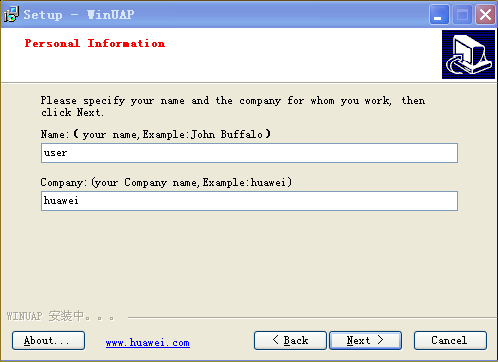 Setup - WinUAP
Personal Information
Please specify your name and the company for whom you work, then
click Next.
Name:( your name,Example:John Buffalo)
user
Company:(your Company name,Example:huawei)
huawei
WINUAP 安装中。。。
About...
www.huawei.com
< Back
Next >
Cancel